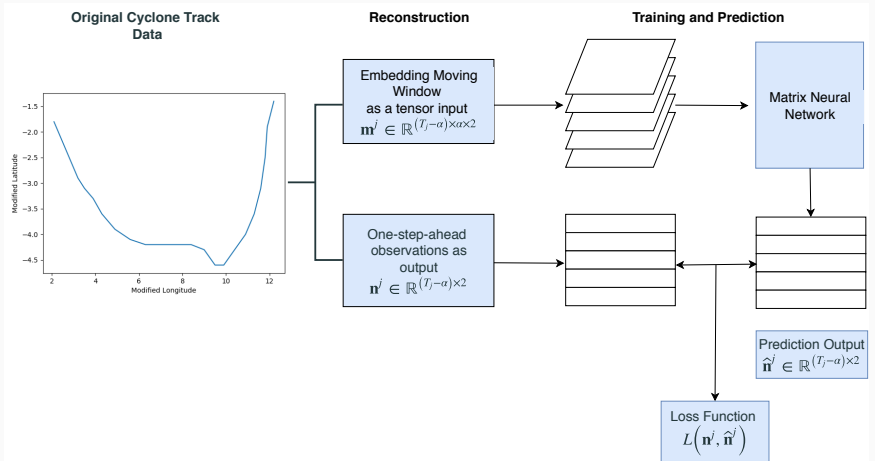 Original Cyclone Track
Data
Reconstruction
Training and Prediction
−1.5
−2.0
−2.5
−3.0
−3.5
−4.0
−4.5
Modified Latitude
2
4
6
8
10
12
Modified Longitude
Embedding Moving
Window
as a tensor input
𝐦ʲ ∈ ℝ^(T_j−α)×α×2
One-step-ahead
observations as
output
𝐧ʲ ∈ ℝ^(T_j−α)×2
Matrix Neural
Network
Prediction Output
𝐧̂ʲ ∈ ℝ^(T_j−α)×2
Loss Function
L(𝐧ʲ, 𝐧̂ʲ)